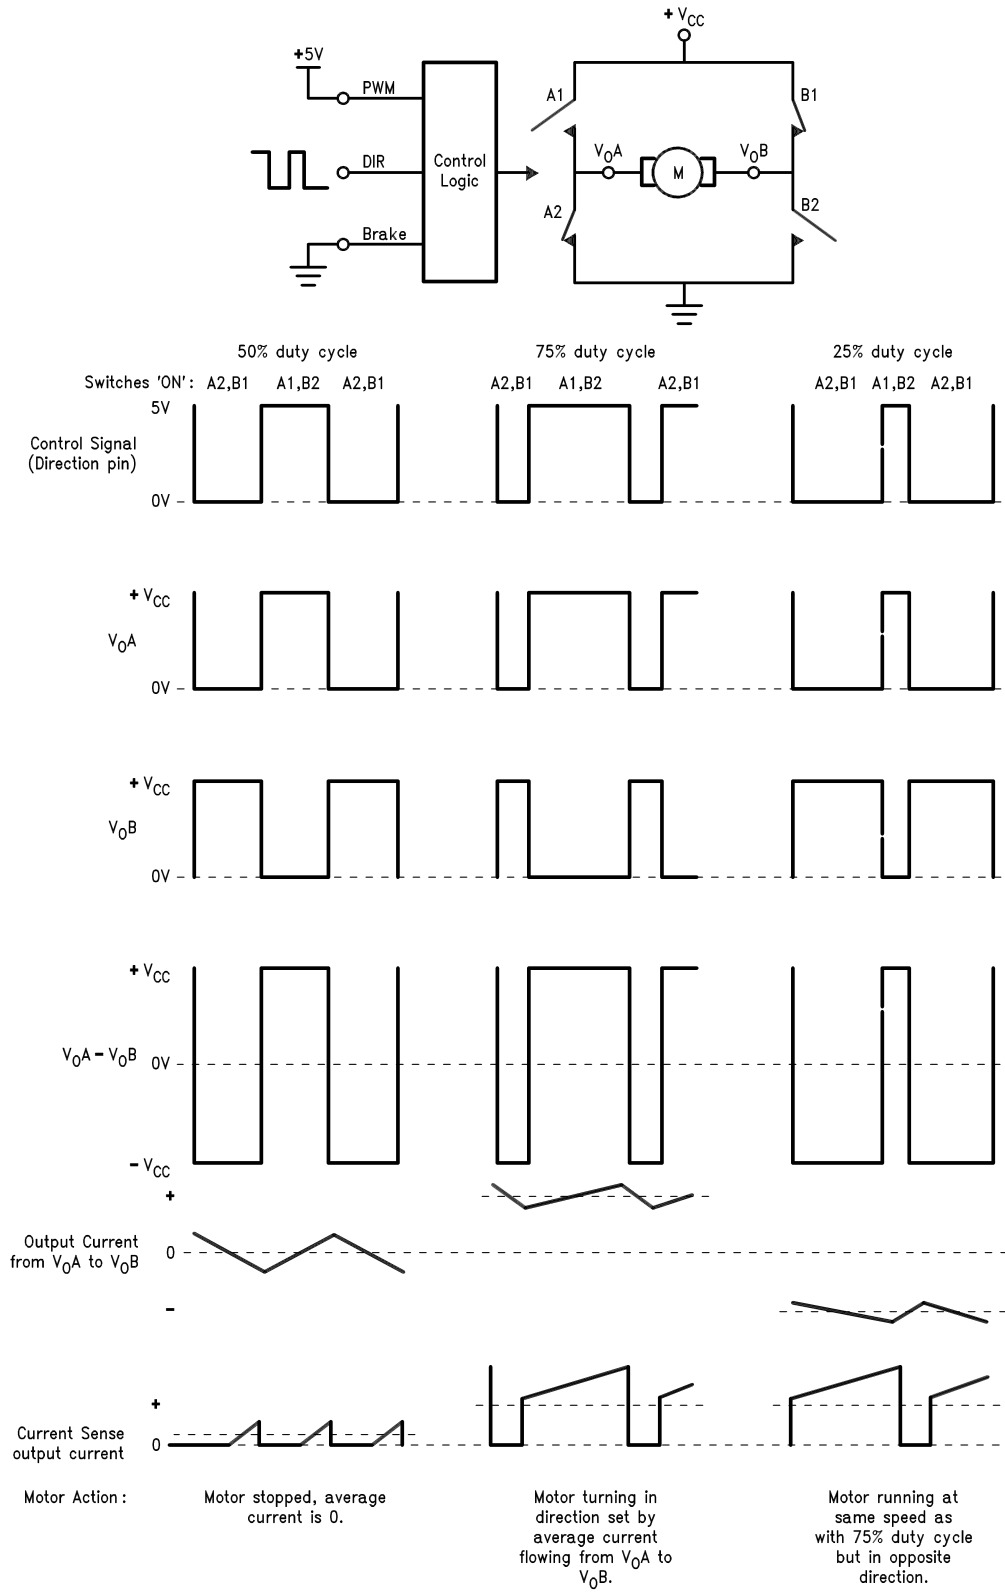 + VCC
+5V
PWM
A1
B1
DIR
Control
Logic
VOA
M
VOB
A2
B2
Brake
50% duty cycle
75% duty cycle
25% duty cycle
Switches 'ON': A2,B1 A1,B2 A2,B1
A2,B1 A1,B2 A2,B1
A2,B1 A1,B2 A2,B1
5V
Control Signal
(Direction pin)
0V
+ VCC
VOA
0V
+ VCC
VOB
0V
+ VCC
VOA – VOB 0V
– VCC
+
Output Current
from VOA to VOB
0
–
+
Current Sense
output current
0
Motor Action:
Motor stopped, average
current is 0.
Motor turning in
direction set by
average current
flowing from VOA to
VOB.
Motor running at
same speed as
with 75% duty cycle
but in opposite
direction.